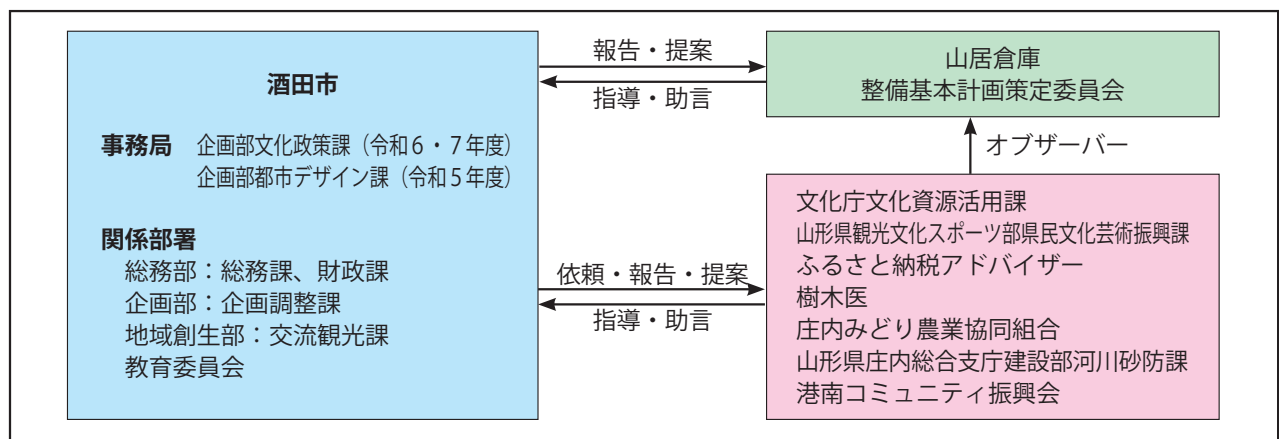 酒田市
事務局 企画部文化政策課（令和６・７年度）
企画部都市デザイン課（令和５年度）
関係部署
総務部：総務課、財政課
企画部：企画調整課
地域創生部：交流観光課
教育委員会
報告・提案
指導・助言
山居倉庫
整備基本計画策定委員会
オブザーバー
依頼・報告・提案
指導・助言
文化庁文化資源活用課
山形県観光文化スポーツ部県民文化芸術振興課
ふるさと納税アドバイザー
樹木医
庄内みどり農業協同組合
山形県庄内総合支庁建設部河川砂防課
港南コミュニティ振興会